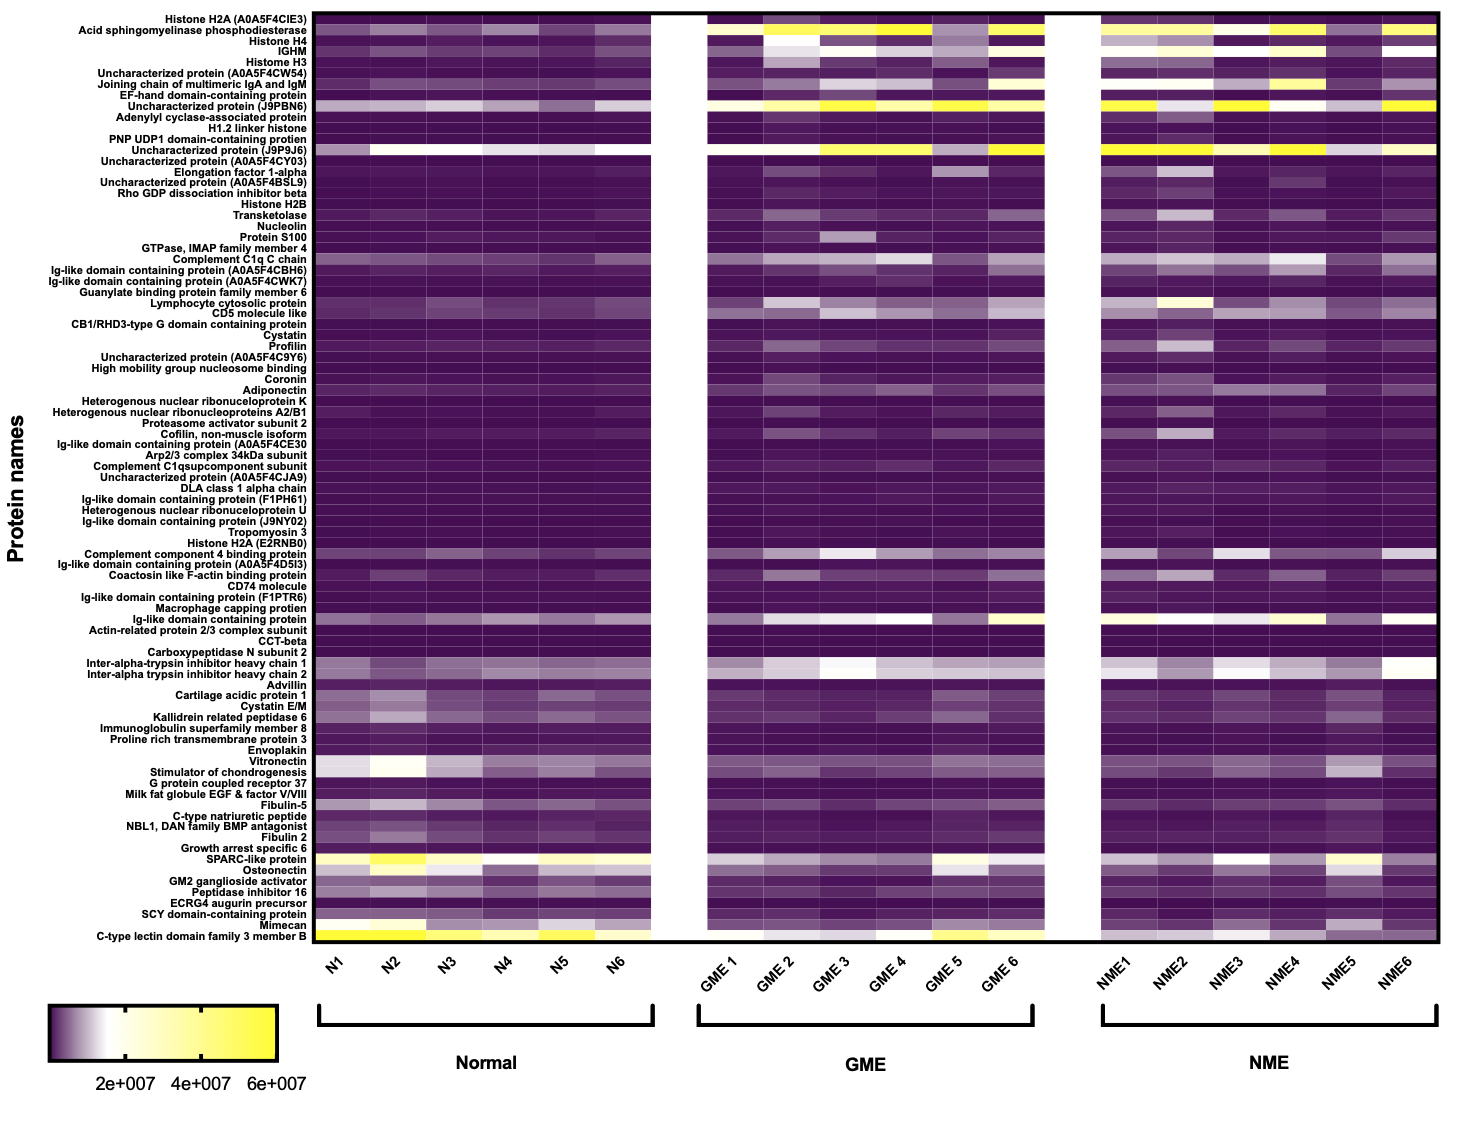 Protein names
Histone H2A (A0A5F4CIE3)
Acid sphingomyelinase phosphodiesterase
Histone H4
IGHM
Histome H3
Uncharacterized protein (A0A5F4CW54)
Joining chain of multimeric IgA and IgM
EF-hand domain-containing protein
Uncharacterized protein (J9PBN6)
Adenylyl cyclase-associated protein
H1.2 linker histone
PNP UDP1 domain-containing protien
Uncharacterized protein (J9P9J6)
Uncharacterized protein (A0A5F4CY03)
Elongation factor 1-alpha
Uncharacterized protein (A0A5F4BSL9)
Rho GDP dissociation inhibitor beta
Histone H2B
Transketolase
Nucleolin
Protein S100
GTPase, IMAP family member 4
Complement C1q C chain
Ig-like domain containing protein (A0A5F4CBH6)
Ig-like domain containing protein (A0A5F4CWK7)
Guanylate binding protein family member 6
Lymphocyte cytosolic protein
CD5 molecule like
CB1/RHD3-type G domain containing protein
Cystatin
Profilin
Uncharacterized protein (A0A5F4C9Y6)
High mobility group nucleosome binding
Coronin
Adiponectin
Heterogenous nuclear ribonuceloprotein K
Heterogenous nuclear ribonucleoproteins A2/B1
Proteasome activator subunit 2
Cofilin, non-muscle isoform
Ig-like domain containing protein (A0A5F4CE30
Arp2/3 complex 34kDa subunit
Complement C1qsupcomponent subunit
Uncharacterized protein (A0A5F4CJA9)
DLA class 1 alpha chain
Ig-like domain containing protein (F1PH61)
Heterogenous nuclear ribonuceloprotein U
Ig-like domain containing protein (J9NY02)
Tropomyosin 3
Histone H2A (E2RNB0)
Complement component 4 binding protein
Ig-like domain containing protein (A0A5F4D5I3)
Coactosin like F-actin binding protein
CD74 molecule
Ig-like domain containing protein (F1PTR6)
Macrophage capping protien
Ig-like domain containing protein
Actin-related protein 2/3 complex subunit
CCT-beta
Carboxypeptidase N subunit 2
Inter-alpha-trypsin inhibitor heavy chain 1
Inter-alpha trypsin inhibitor heavy chain 2
Advillin
Cartilage acidic protein 1
Cystatin E/M
Kallidrein related peptidase 6
Immunoglobulin superfamily member 8
Proline rich transmembrane protein 3
Envoplakin
Vitronectin
Stimulator of chondrogenesis
G protein coupled receptor 37
Milk fat globule EGF & factor V/VIII
Fibulin-5
C-type natriuretic peptide
NBL1, DAN family BMP antagonist
Fibulin 2
Growth arrest specific 6
SPARC-like protein
Osteonectin
GM2 ganglioside activator
Peptidase inhibitor 16
ECRG4 augurin precursor
SCY domain-containing protein
Mimecan
C-type lectin domain family 3 member B
N1 N2 N3 N4 N5 N6 GME 1 GME 2 GME 3 GME 4 GME 5 GME 6 NME1 NME2 NME3 NME4 NME5 NME6
Normal GME NME
2e+007 4e+007 6e+007